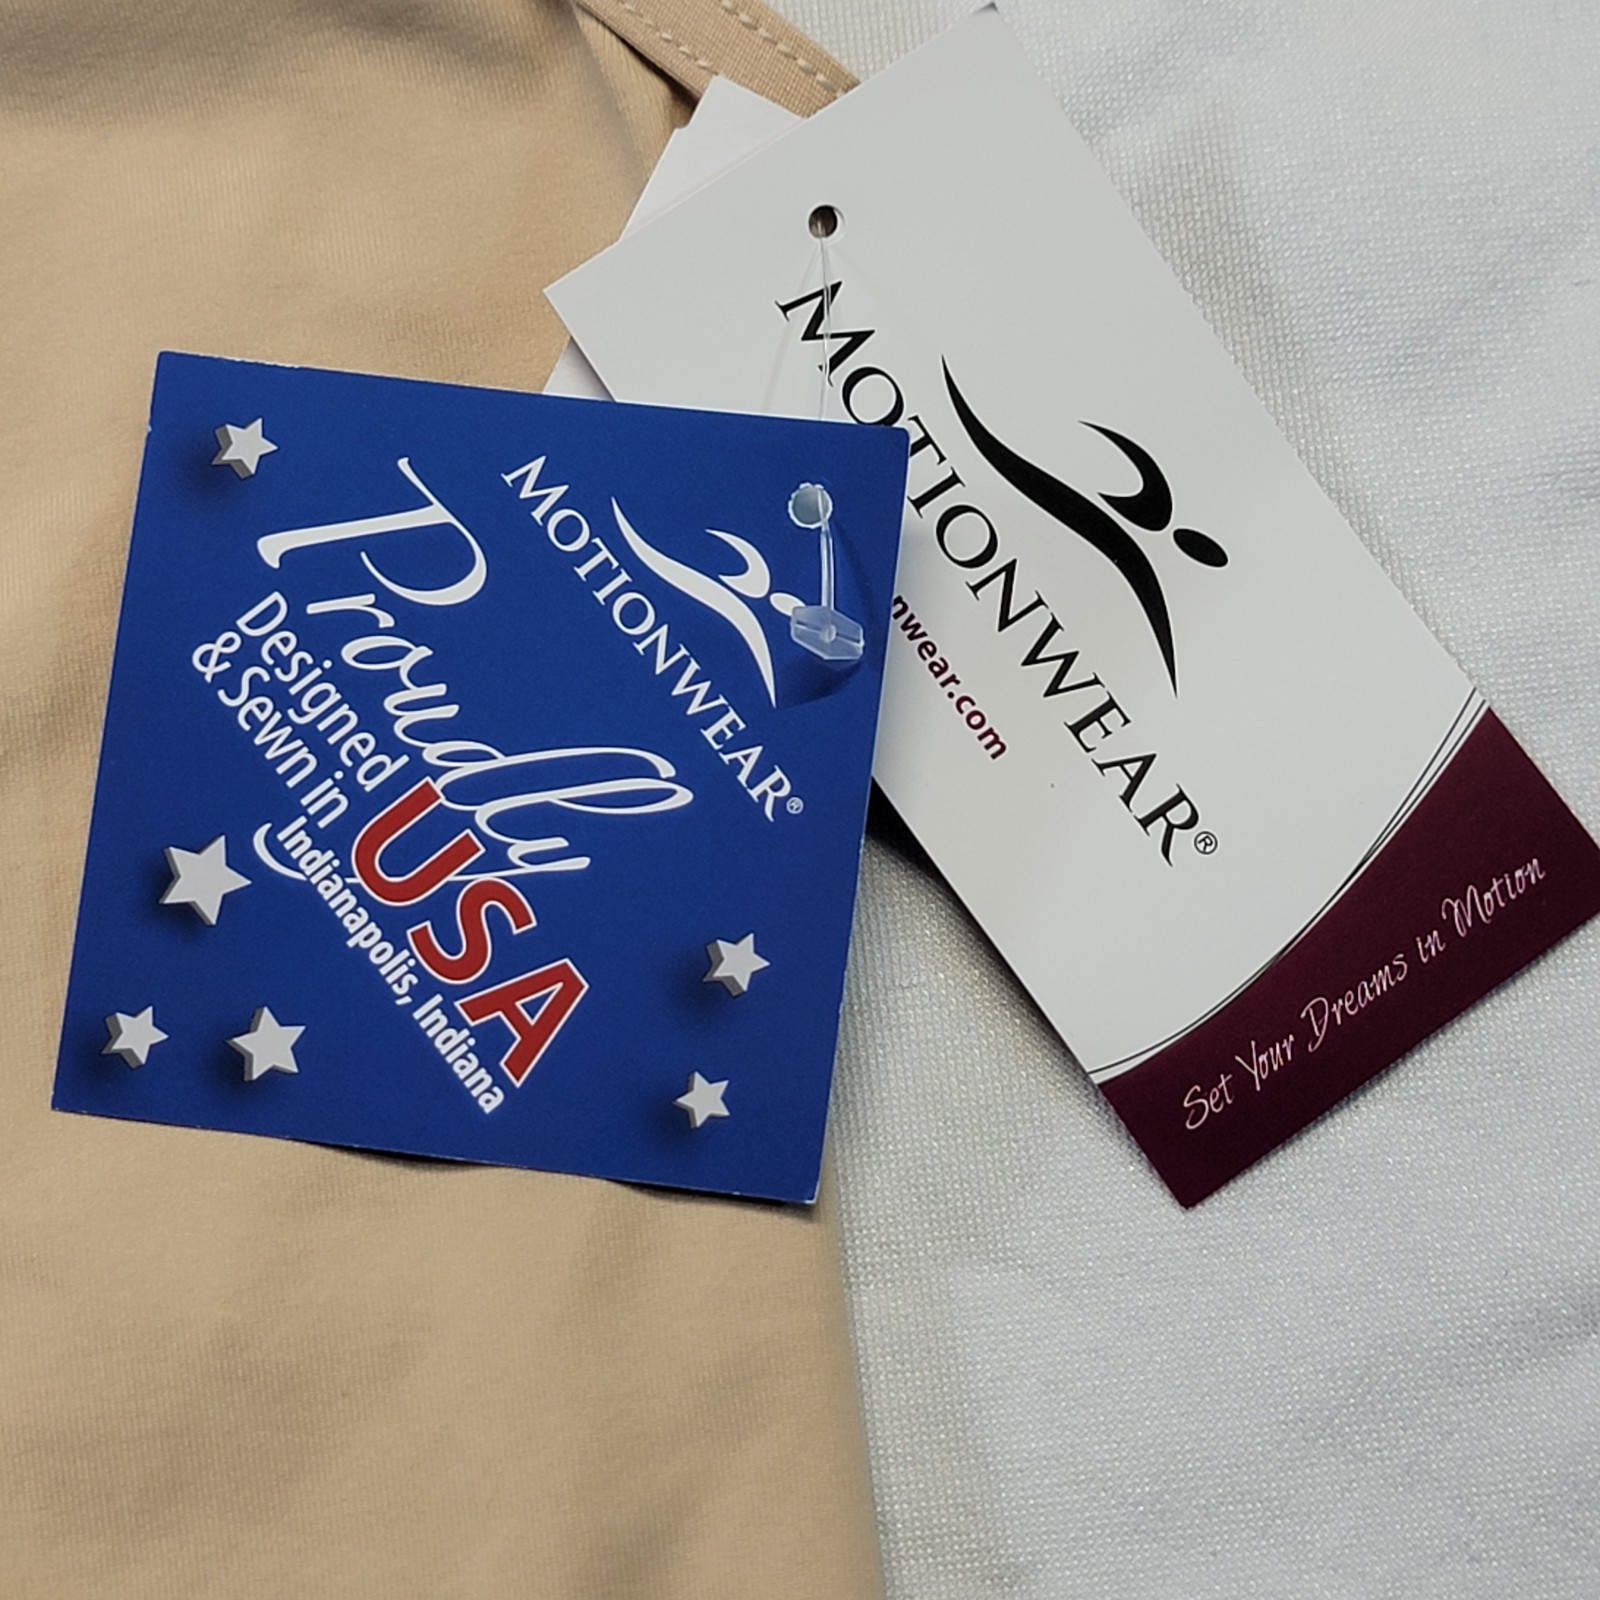 MOTIONWEAR®
Proudly
Designed
& Sewn in
USA
Indianapolis, Indiana
MOTIONWEAR®
nwear.com
Set Your Dreams in Motion